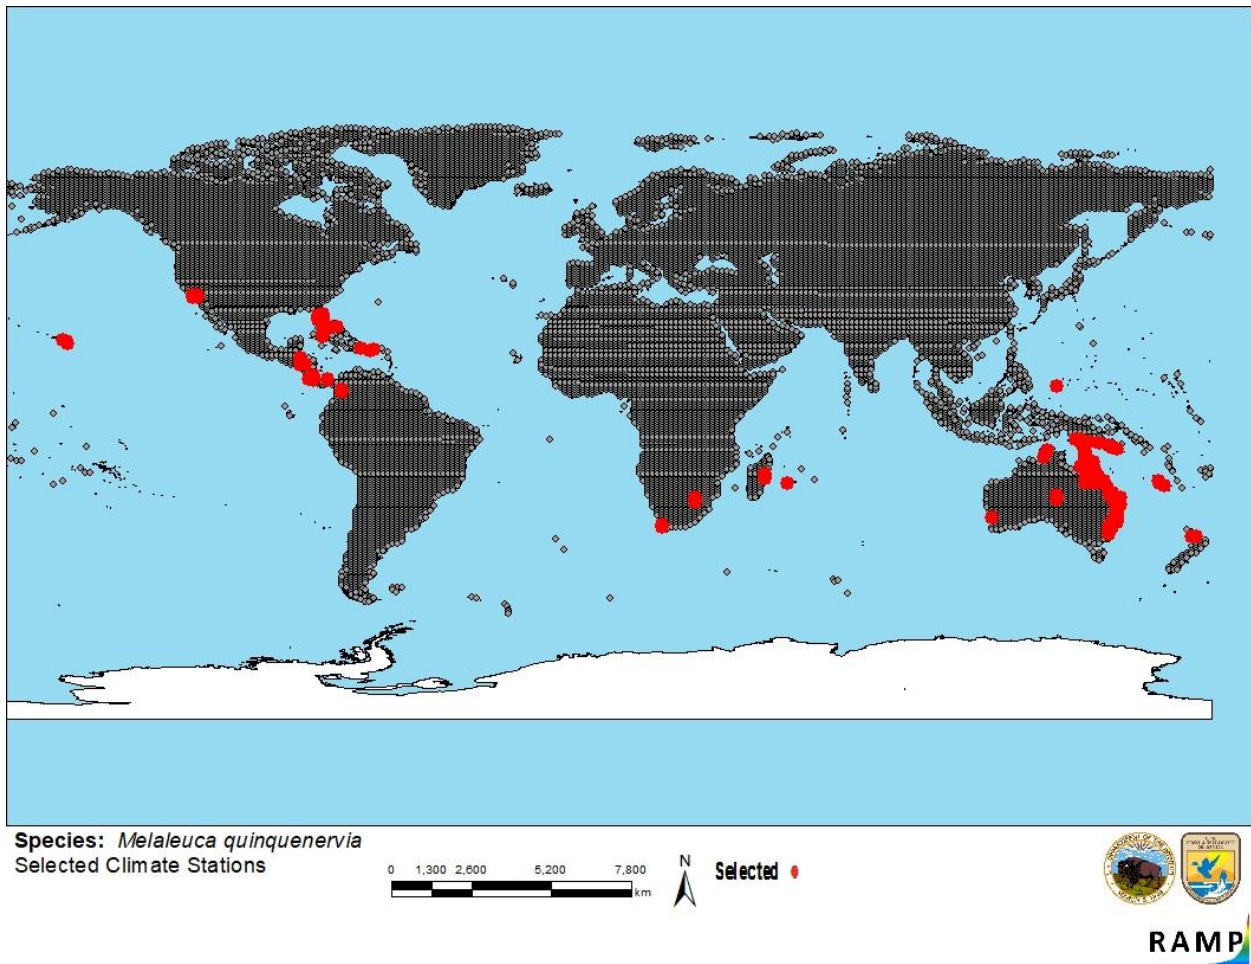 Species: Melaleuca quinquenervia
Selected Climate Stations
0 1,300 2,600 5,200 7,800
km
N
Selected
RAMP